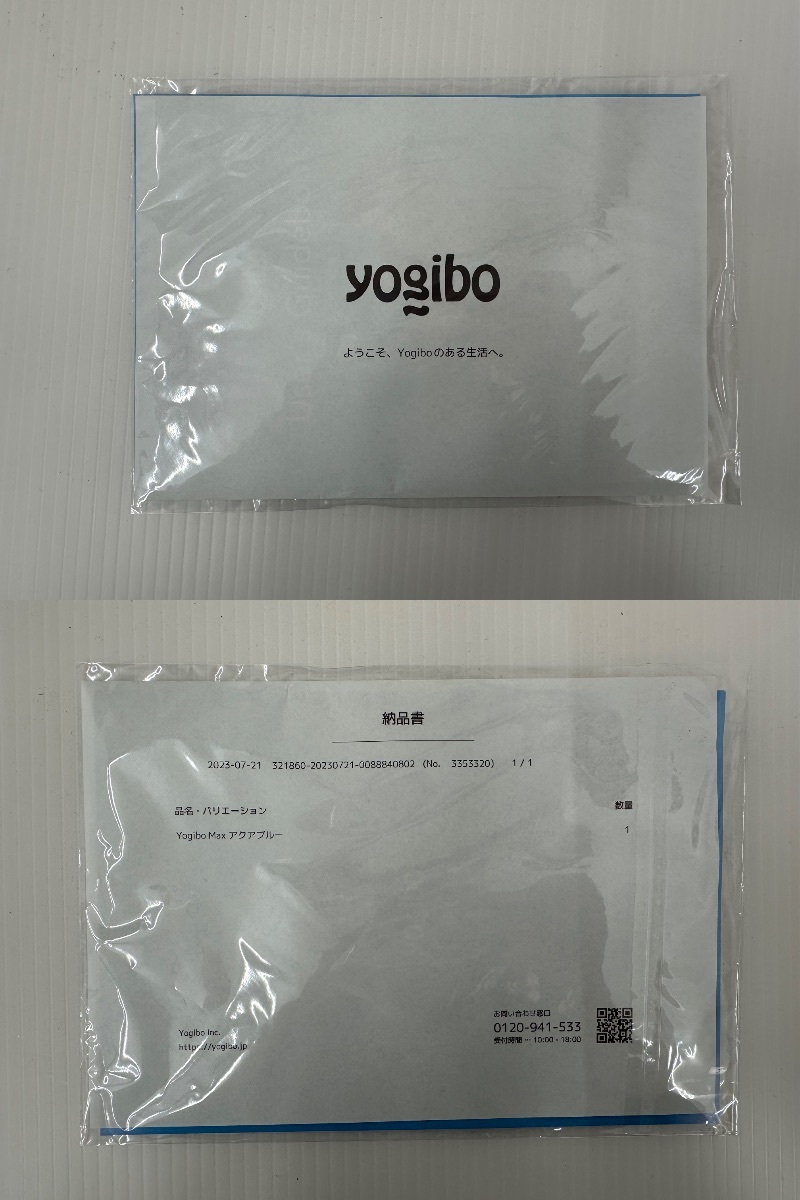 yogibo
ようこそ、Yogiboのある生活へ。
納品書
2023-07-21 321860-20230721-0088840802 (No. 3353320) 1 / 1
品名・バリエーション 数量
Yogibo Max アクアブルー 1
お問い合わせ窓口
Yogibo Inc. 0120-941-533
https://yogibo.jp 受付時間 … 10:00 - 18:00